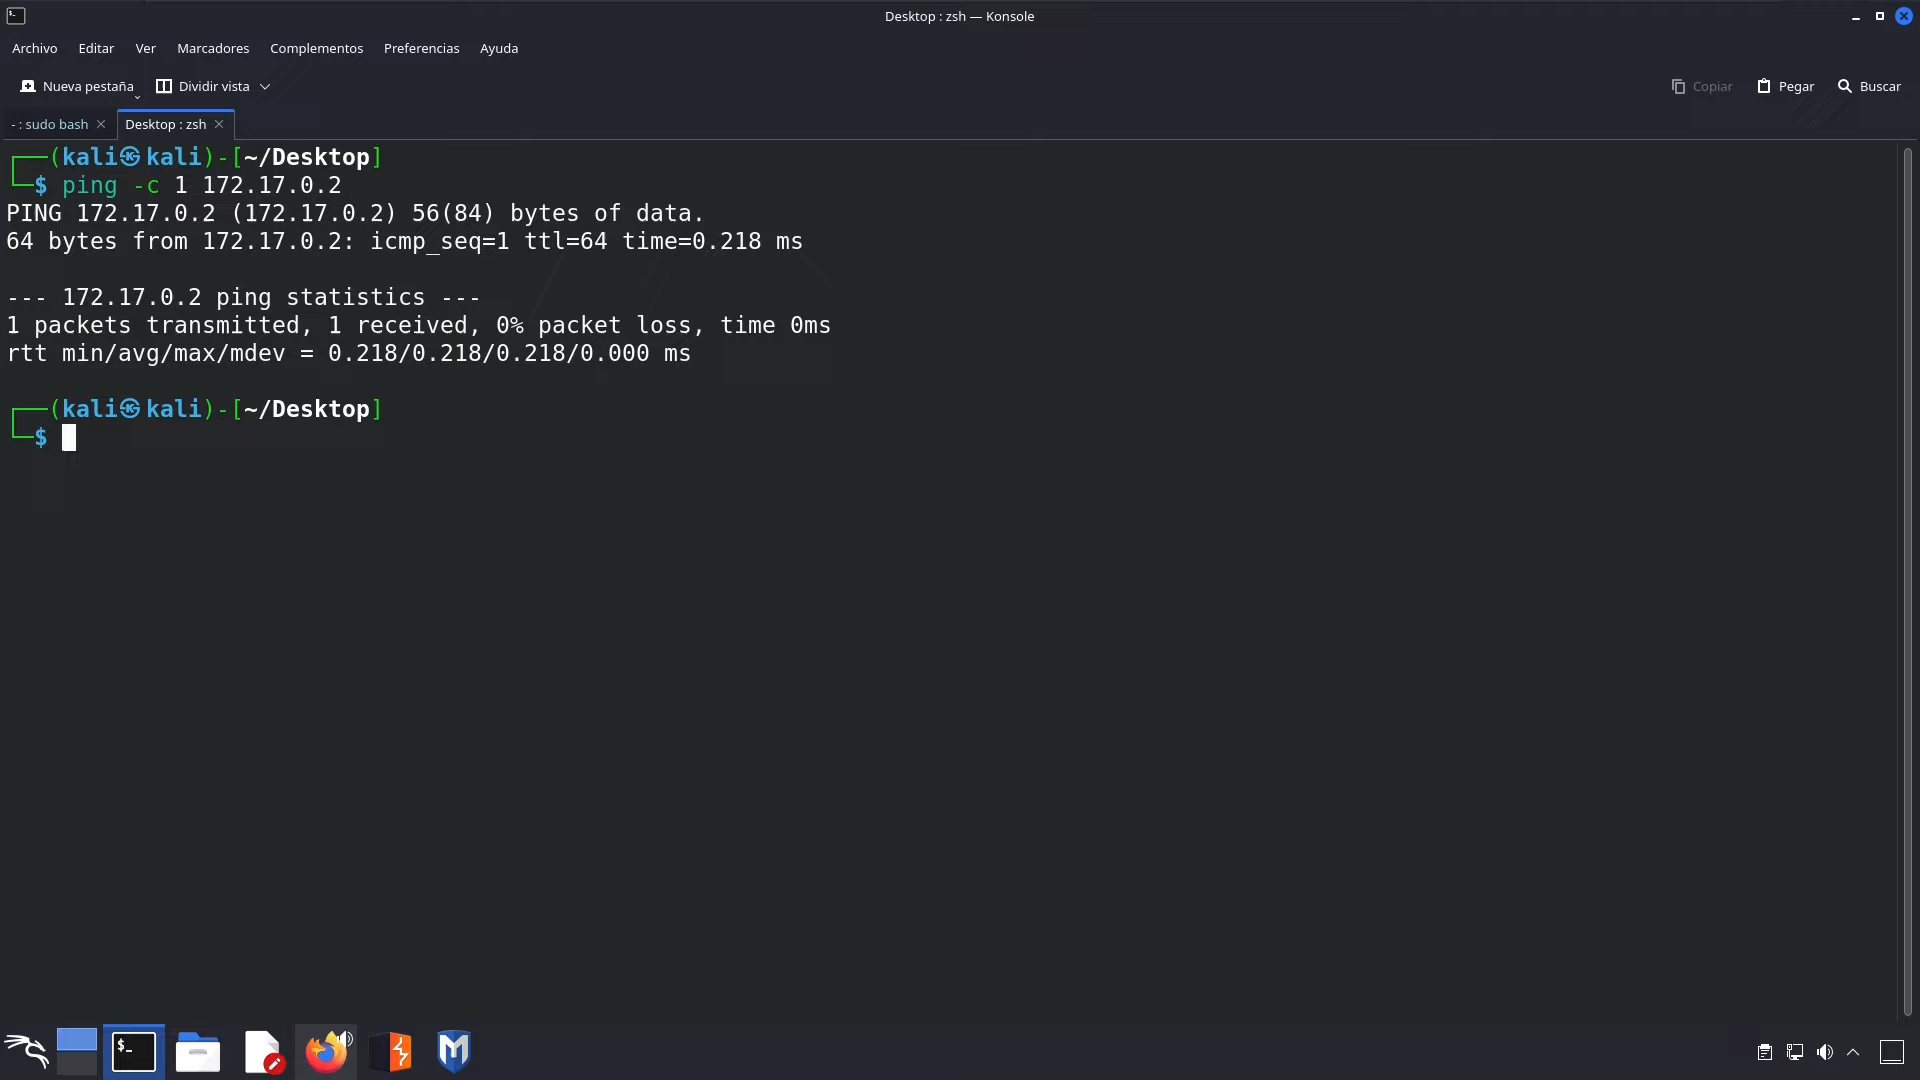 Desktop : zsh — Konsole
Archivo Editar Ver Marcadores Complementos Preferencias Ayuda
Nueva pestaña Dividir vista Copiar Pegar Buscar
- : sudo bash Desktop : zsh
┌──(kali㉿kali)-[~/Desktop]
└─$ ping -c 1 172.17.0.2
PING 172.17.0.2 (172.17.0.2) 56(84) bytes of data.
64 bytes from 172.17.0.2: icmp_seq=1 ttl=64 time=0.218 ms
--- 172.17.0.2 ping statistics ---
1 packets transmitted, 1 received, 0% packet loss, time 0ms
rtt min/avg/max/mdev = 0.218/0.218/0.218/0.000 ms
┌──(kali㉿kali)-[~/Desktop]
└─$